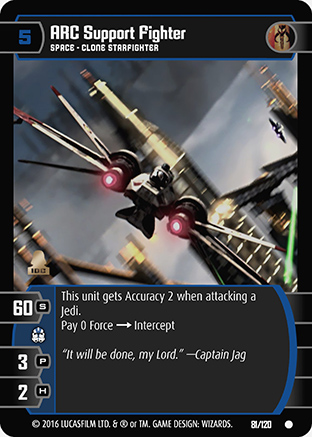 5 ARC Support Fighter
SPACE - CLONE STARFIGHTER
60 S
3 P
2 H
This unit gets Accuracy 2 when attacking a
Jedi.
Pay 0 Force → Intercept
"It will be done, my Lord." —Captain Jag
© 2016 LUCASFILM LTD. & ® or TM. GAME DESIGN: WIZARDS. 81/120